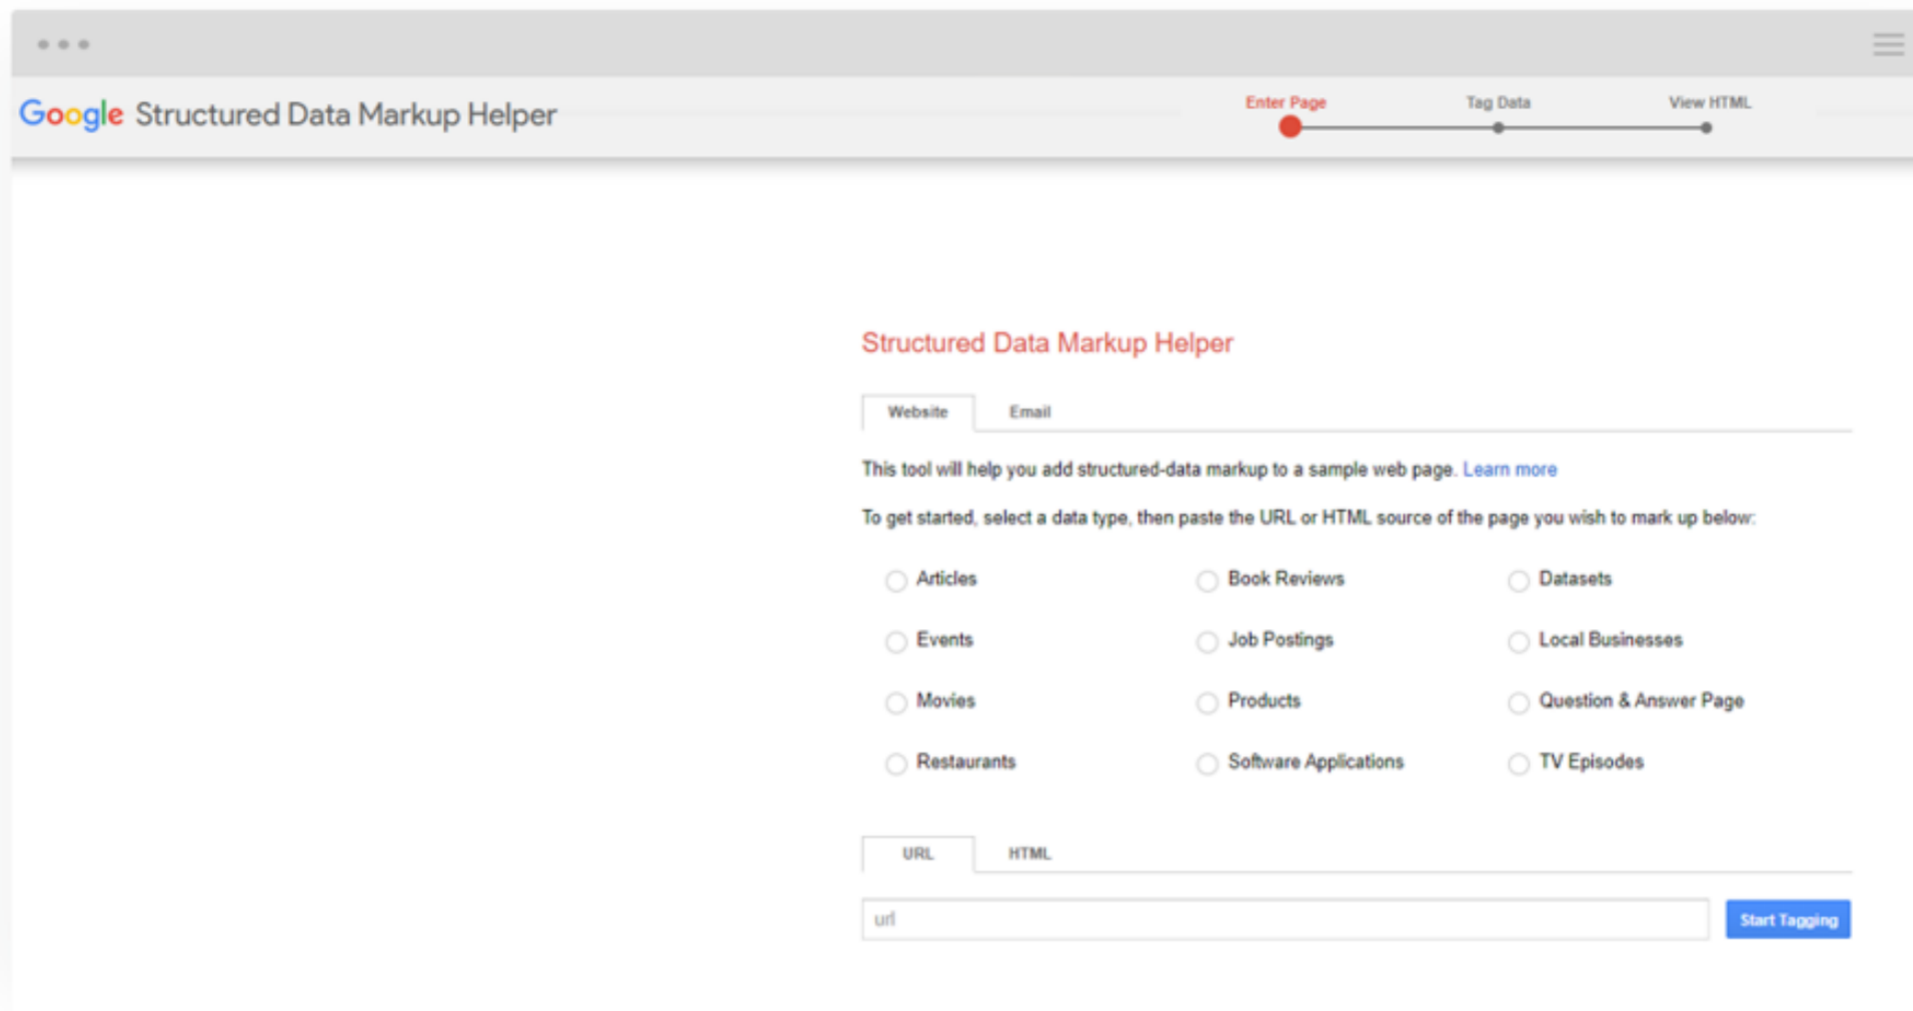 Google Structured Data Markup Helper
Enter Page Tag Data View HTML
Structured Data Markup Helper
Website Email
This tool will help you add structured-data markup to a sample web page. Learn more
To get started, select a data type, then paste the URL or HTML source of the page you wish to mark up below:
Articles Book Reviews Datasets
Events Job Postings Local Businesses
Movies Products Question & Answer Page
Restaurants Software Applications TV Episodes
URL HTML
url Start Tagging